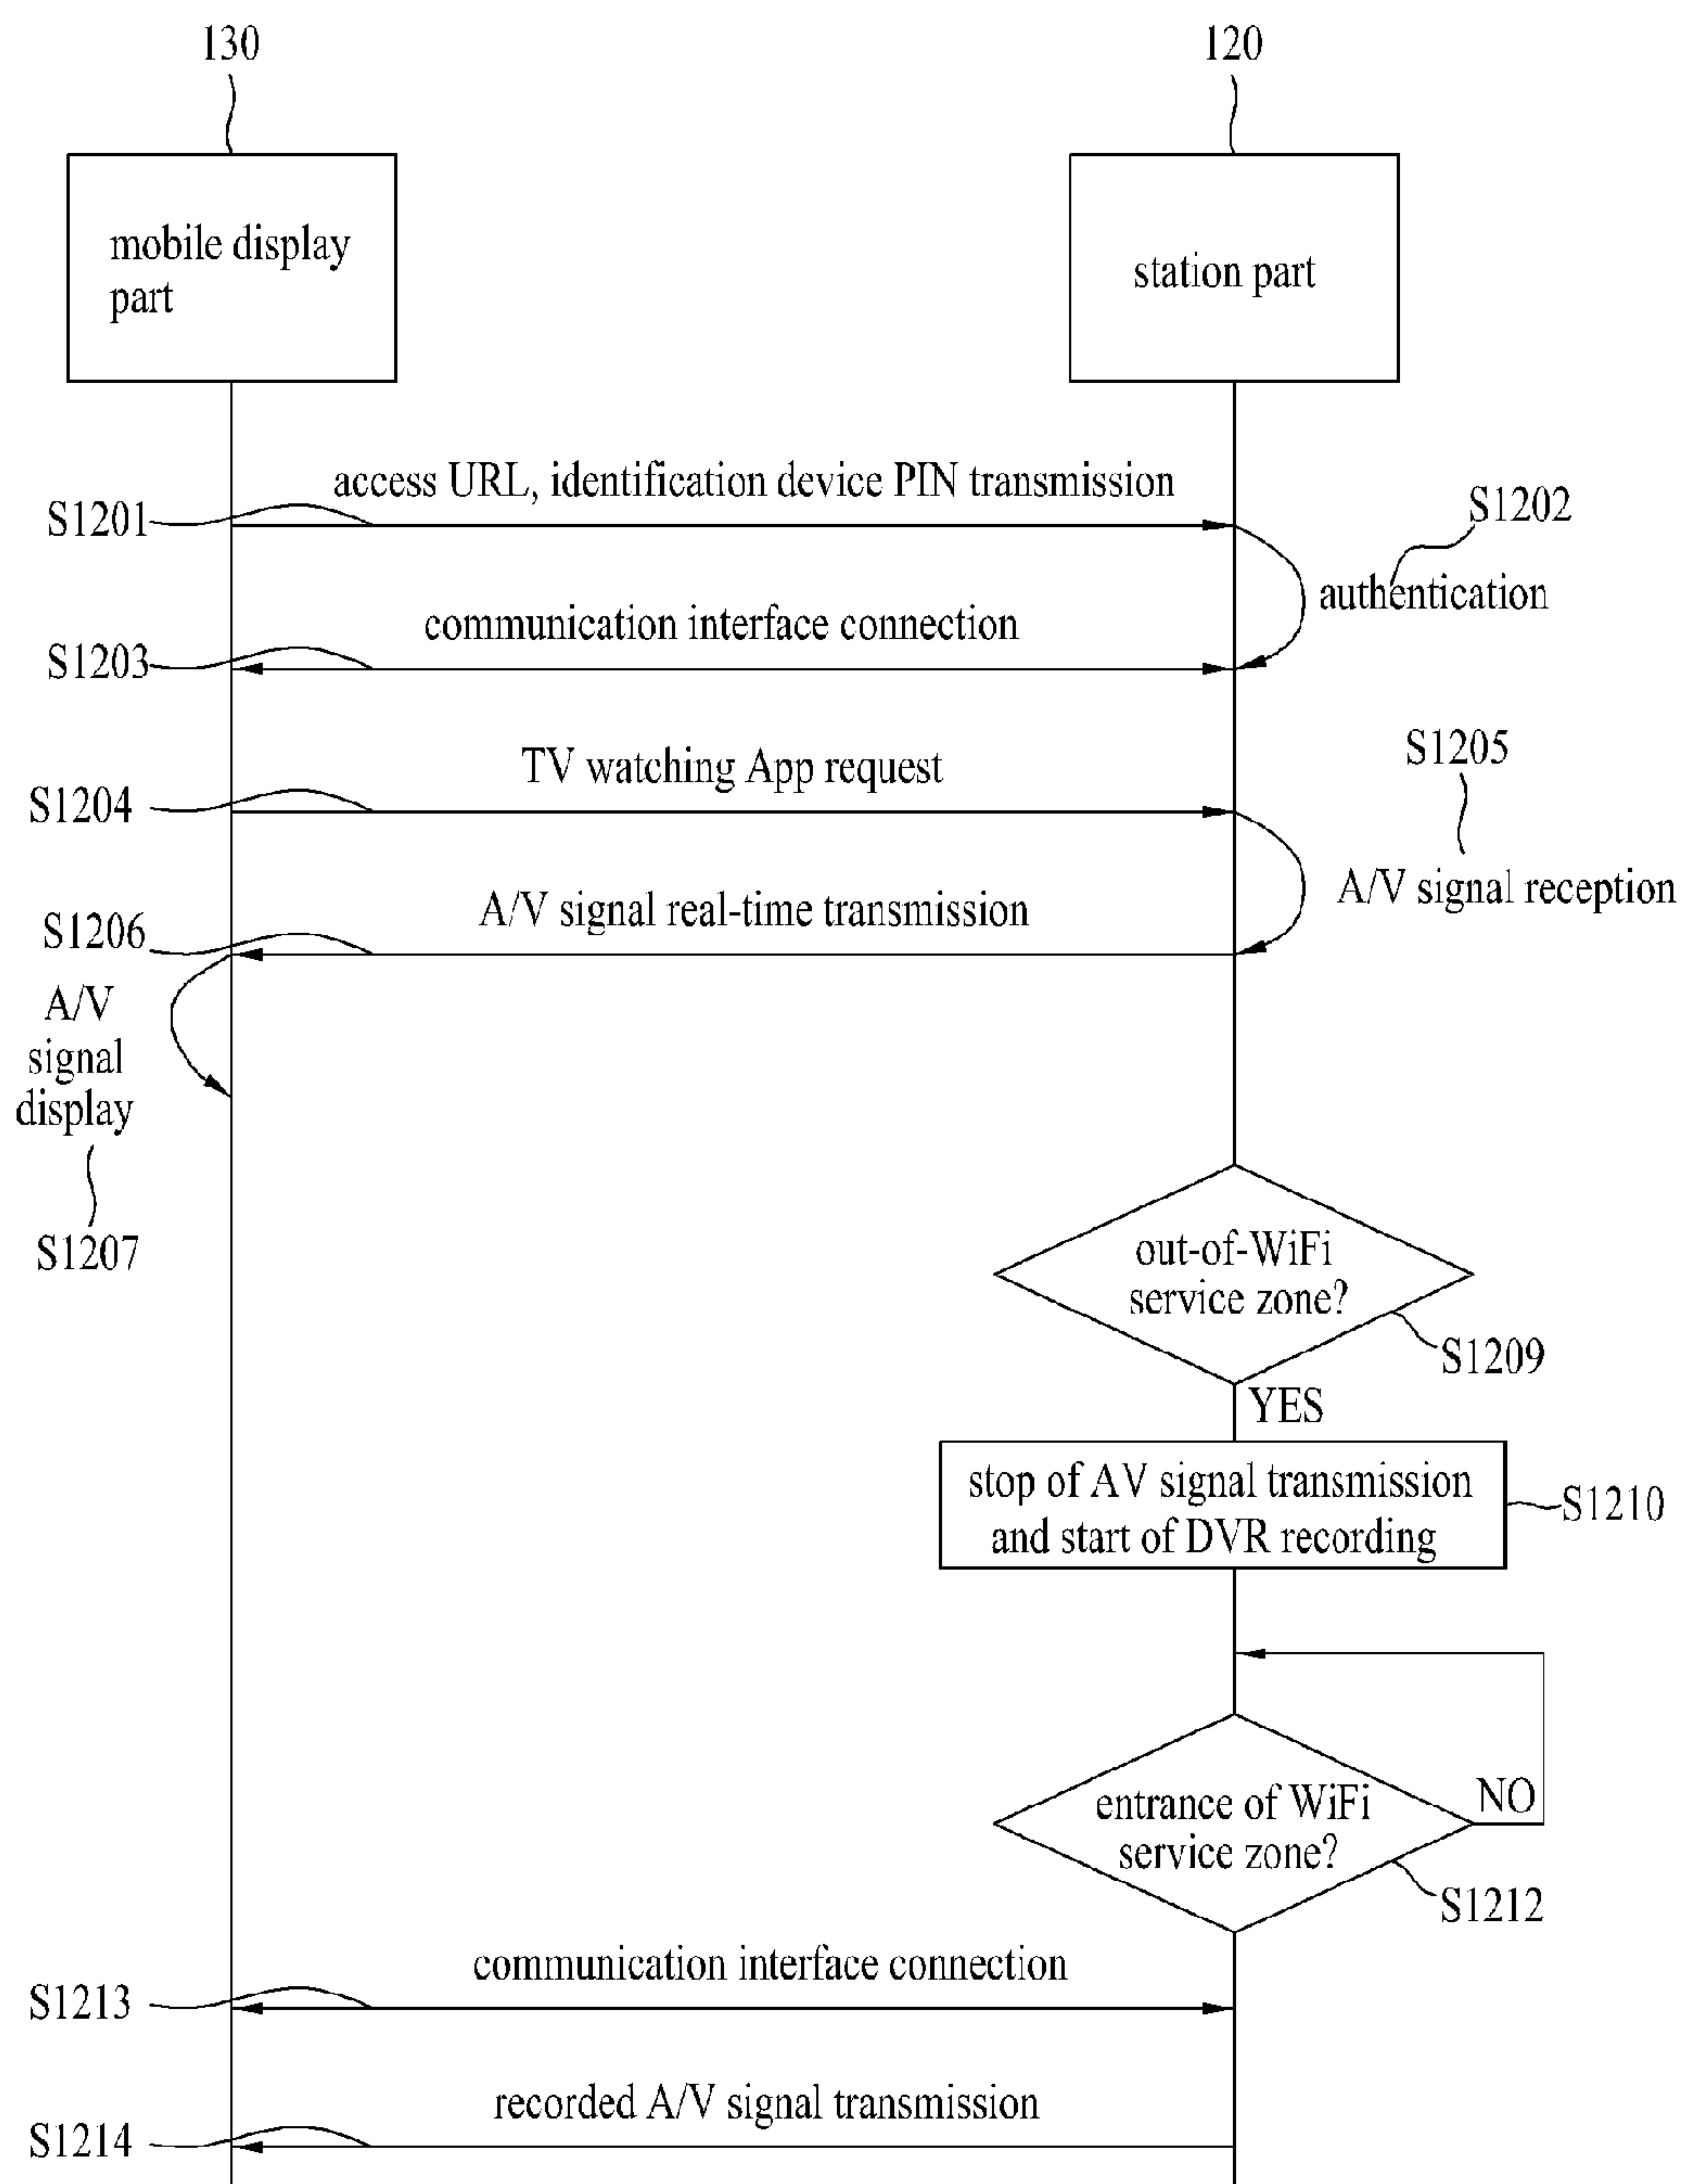 130
120
mobile display
part
station part
access URL, identification device PIN transmission
S1201
S1202
authentication
communication interface connection
S1203
TV watching App request
S1204
S1205
A/V signal reception
A/V signal real-time transmission
S1206
A/V
signal
display
S1207
out-of-WiFi
service zone?
S1209
YES
stop of AV signal transmission
and start of DVR recording
S1210
entrance of WiFi
service zone?
NO
S1212
communication interface connection
S1213
recorded A/V signal transmission
S1214